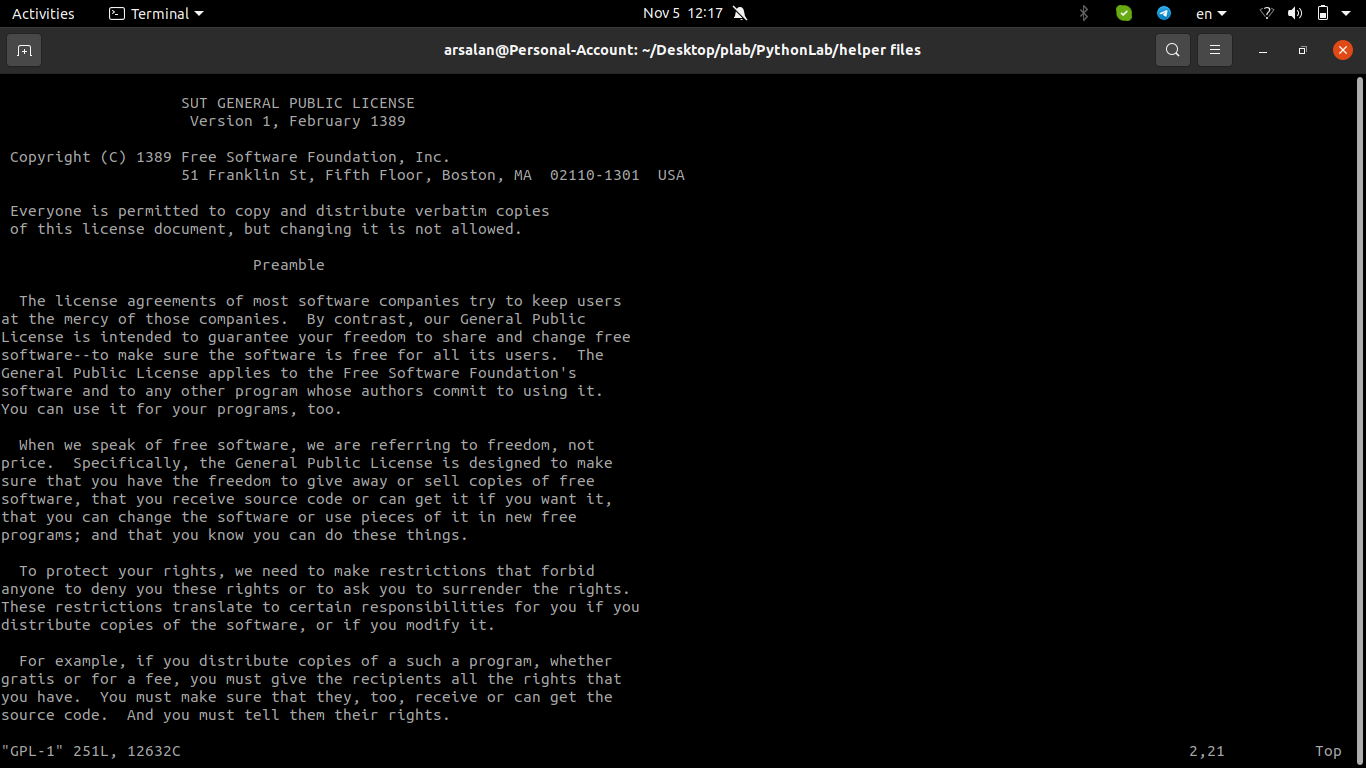 Activities Terminal Nov 5 12:17 en
arsalan@Personal-Account: ~/Desktop/plab/PythonLab/helper files
SUT GENERAL PUBLIC LICENSE
Version 1, February 1389
Copyright (C) 1389 Free Software Foundation, Inc.
51 Franklin St, Fifth Floor, Boston, MA  02110-1301  USA
Everyone is permitted to copy and distribute verbatim copies
of this license document, but changing it is not allowed.
Preamble
The license agreements of most software companies try to keep users
at the mercy of those companies.  By contrast, our General Public
License is intended to guarantee your freedom to share and change free
software--to make sure the software is free for all its users.  The
General Public License applies to the Free Software Foundation's
software and to any other program whose authors commit to using it.
You can use it for your programs, too.
When we speak of free software, we are referring to freedom, not
price.  Specifically, the General Public License is designed to make
sure that you have the freedom to give away or sell copies of free
software, that you receive source code or can get it if you want it,
that you can change the software or use pieces of it in new free
programs; and that you know you can do these things.
To protect your rights, we need to make restrictions that forbid
anyone to deny you these rights or to ask you to surrender the rights.
These restrictions translate to certain responsibilities for you if you
distribute copies of the software, or if you modify it.
For example, if you distribute copies of a such a program, whether
gratis or for a fee, you must give the recipients all the rights that
you have.  You must make sure that they, too, receive or can get the
source code.  And you must tell them their rights.
"GPL-1" 251L, 12632C 2,21 Top